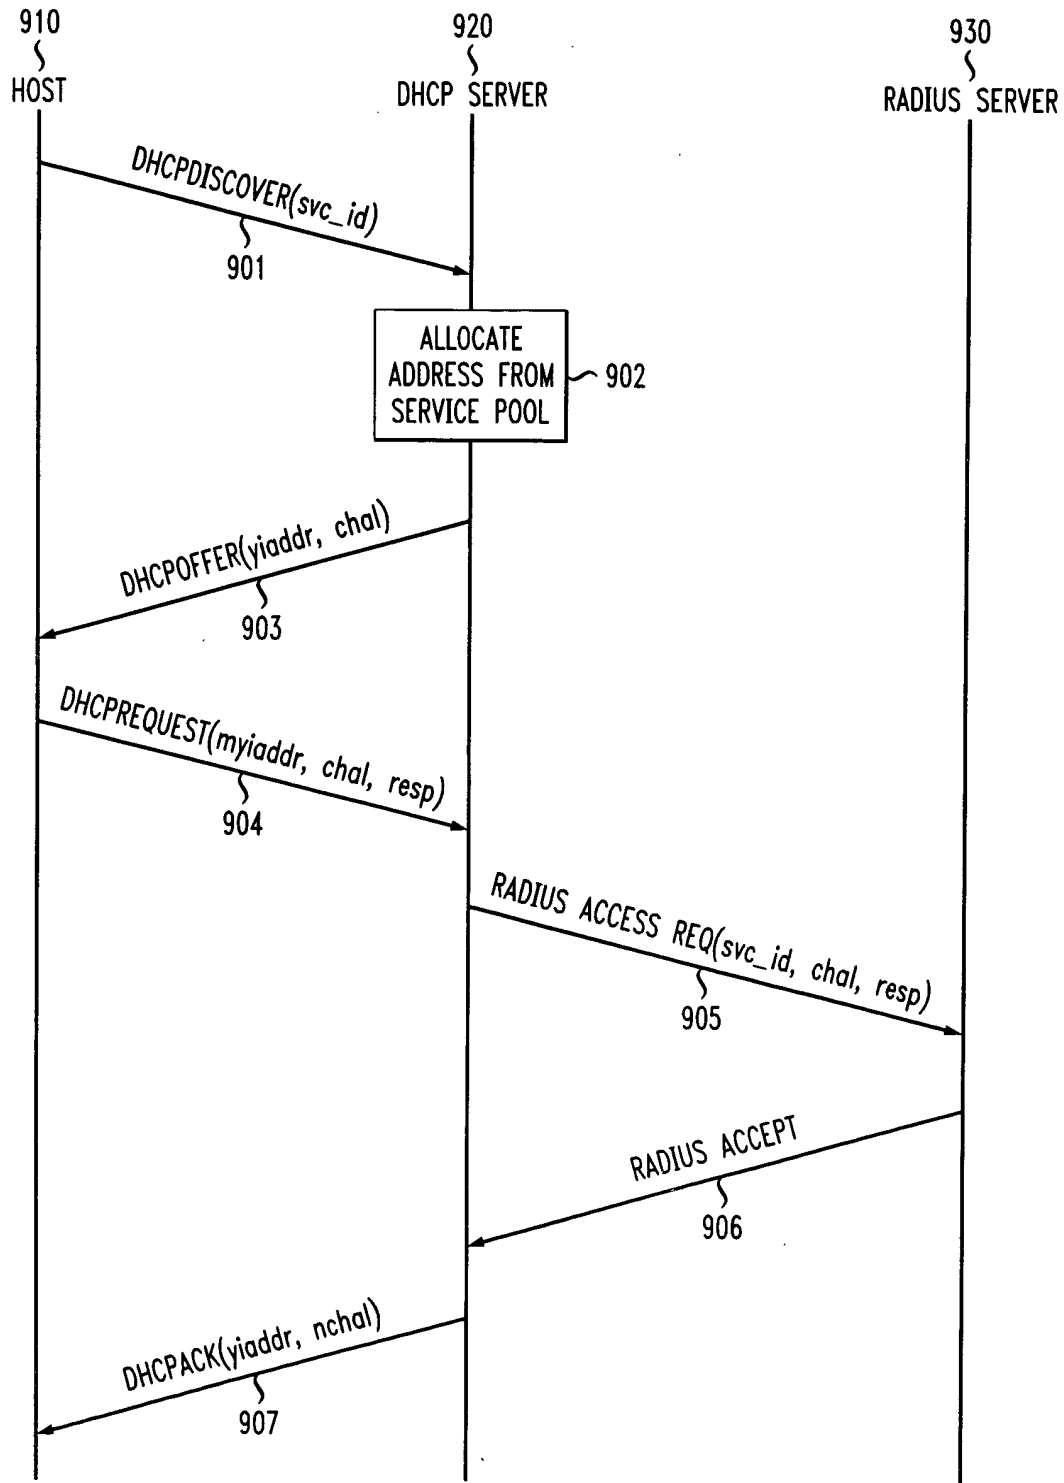 910
920
930
HOST
DHCP SERVER
RADIUS SERVER
DHCPDISCOVER(svc_id)
901
ALLOCATE
ADDRESS FROM
SERVICE POOL
902
DHCPOFFER(yiaddr, chal)
903
DHCPREQUEST(myiaddr, chal, resp)
904
RADIUS ACCESS REQ(svc_id, chal, resp)
905
RADIUS ACCEPT
906
DHCPACK(yiaddr, nchal)
907